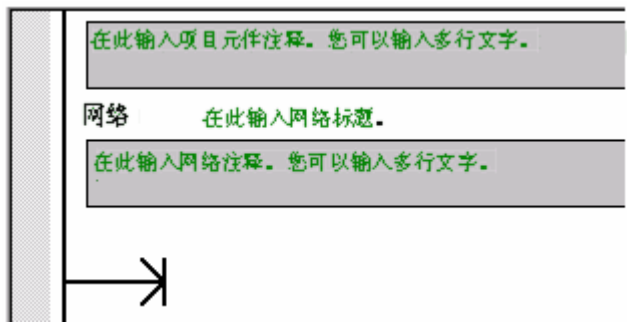 在此输入项目元件注释。您可以输入多行文字。
网络 在此输入网络标题。
在此输入网络注释。您可以输入多行文字。